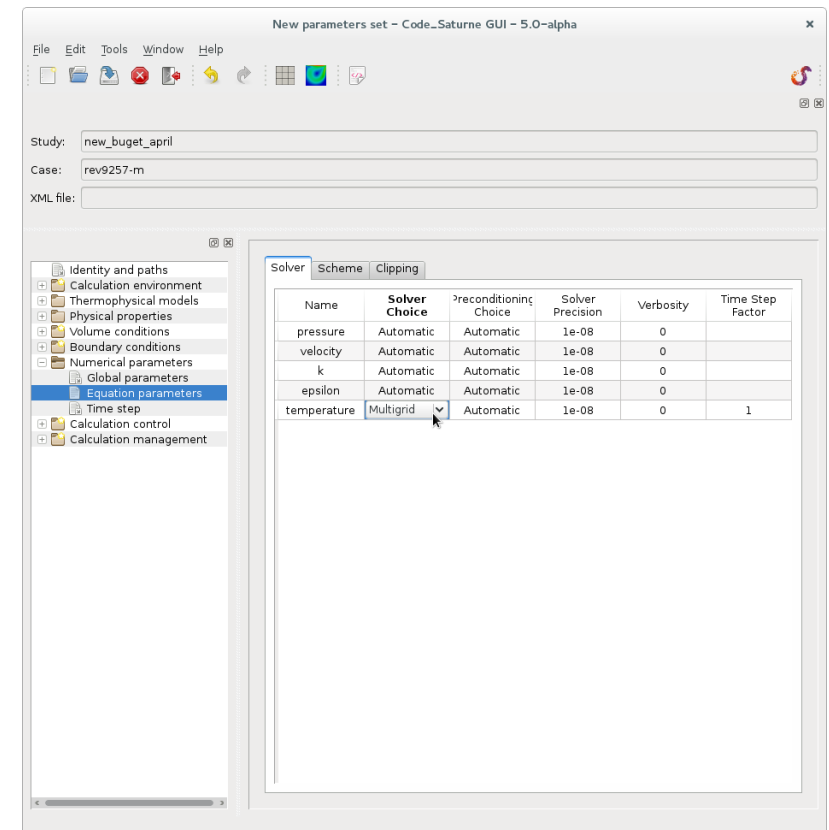 New parameters set – Code_Saturne GUI – 5.0-alpha
File Edit Tools Window Help
Study: new_buget_april
Case: rev9257-m
XML file:
Identity and paths
Calculation environment
Thermophysical models
Physical properties
Volume conditions
Boundary conditions
Numerical parameters
Global parameters
Equation parameters
Time step
Calculation control
Calculation management
Solver Scheme Clipping
Name Solver Choice Preconditioning Choice Solver Precision Verbosity Time Step Factor
pressure Automatic Automatic 1e-08 0
velocity Automatic Automatic 1e-08 0
k Automatic Automatic 1e-08 0
epsilon Automatic Automatic 1e-08 0
temperature Multigrid Automatic 1e-08 0 1